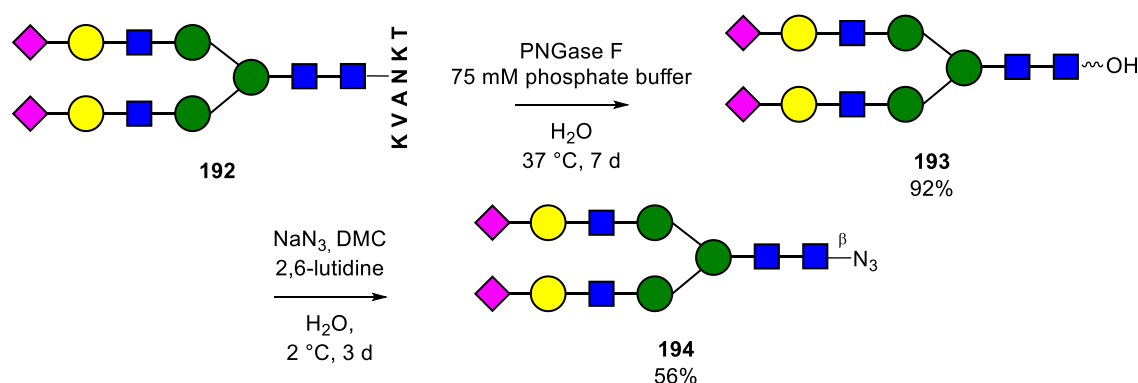 KVANKT
PNGase F
75 mM phosphate buffer
H₂O
37 °C, 7 d
OH
192
193
92%
NaN₃, DMC
2,6-lutidine
H₂O,
2 °C, 3 d
β
N₃
194
56%